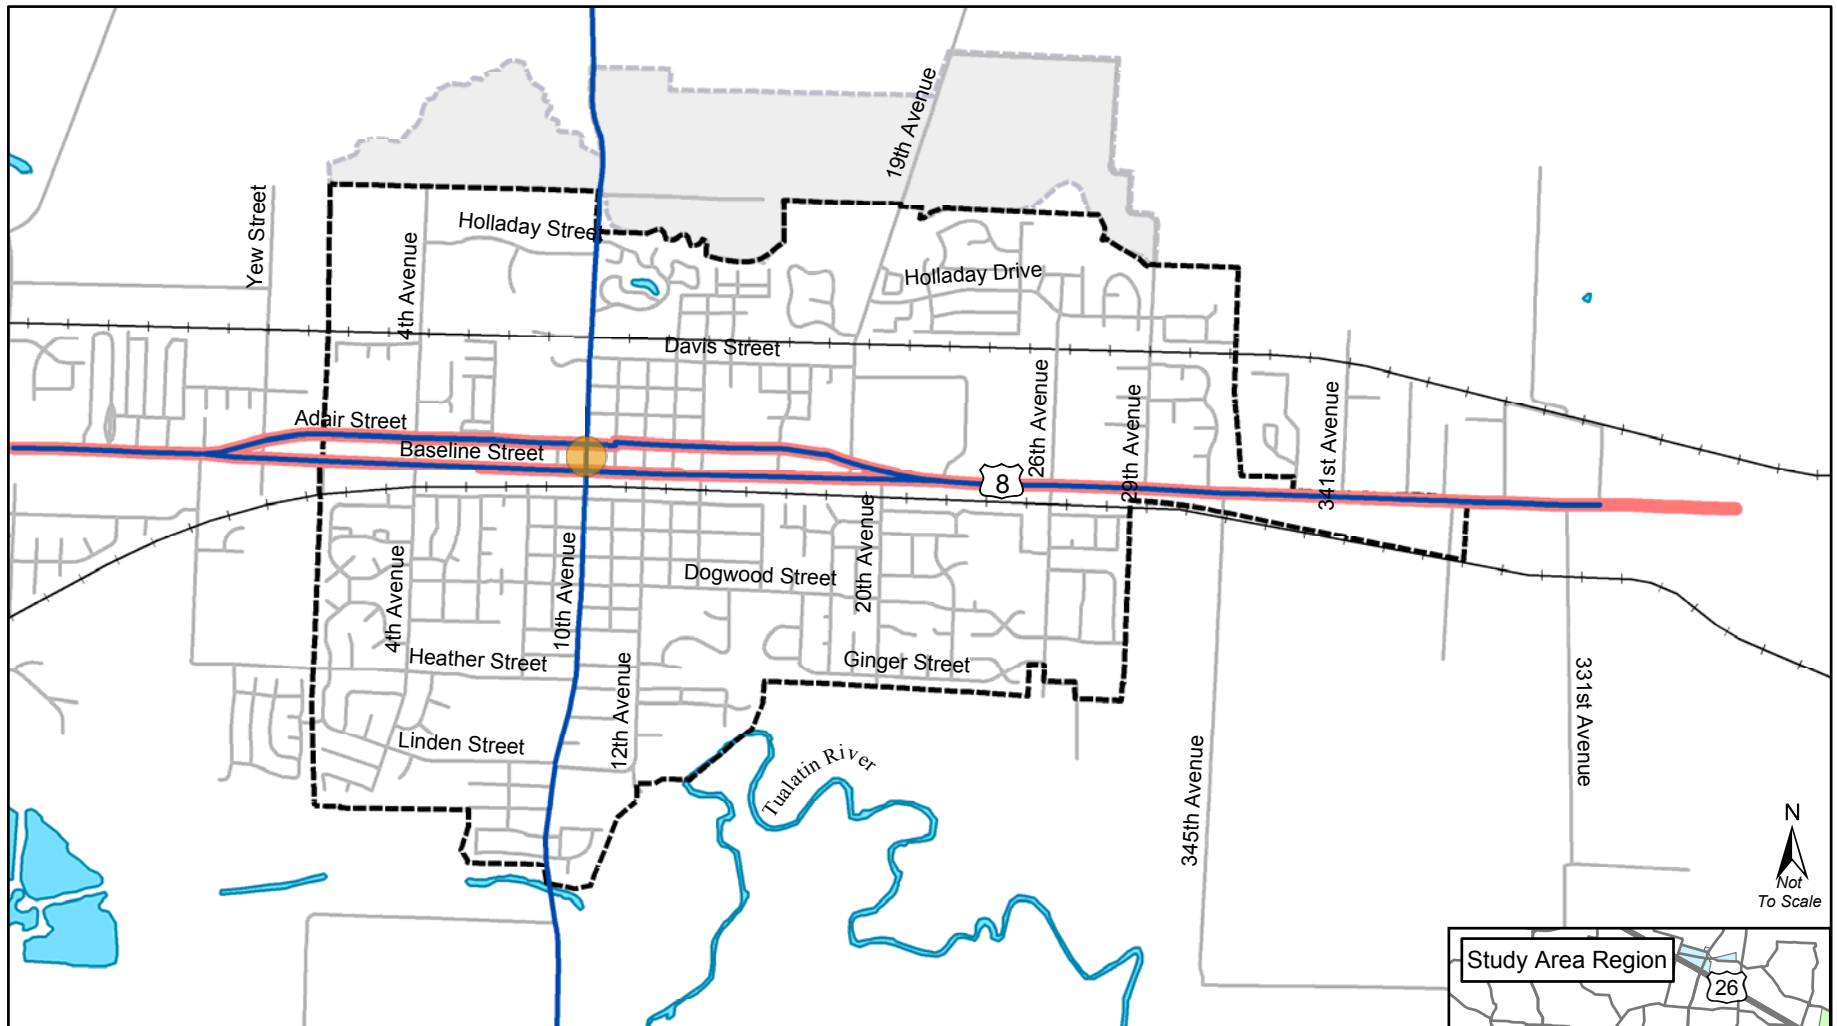 19th Avenue
Yew Street
Holladay Street
4th Avenue
Holladay Drive
Davis Street
26th Avenue
29th Avenue
341st Avenue
Adair Street
Baseline Street
8
20th Avenue
10th Avenue
4th Avenue
Dogwood Street
Heather Street
Ginger Street
12th Avenue
331st Avenue
Linden Street
Tualatin River
345th Avenue
N
Not
To Scale
Study Area Region
26